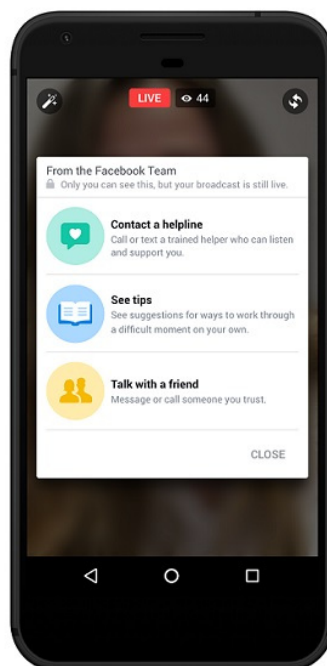 LIVE 44
From the Facebook Team
Only you can see this, but your broadcast is still live.
Contact a helpline
Call or text a trained helper who can listen
and support you.
See tips
See suggestions for ways to work through
a difficult moment on your own.
Talk with a friend
Message or call someone you trust.
CLOSE